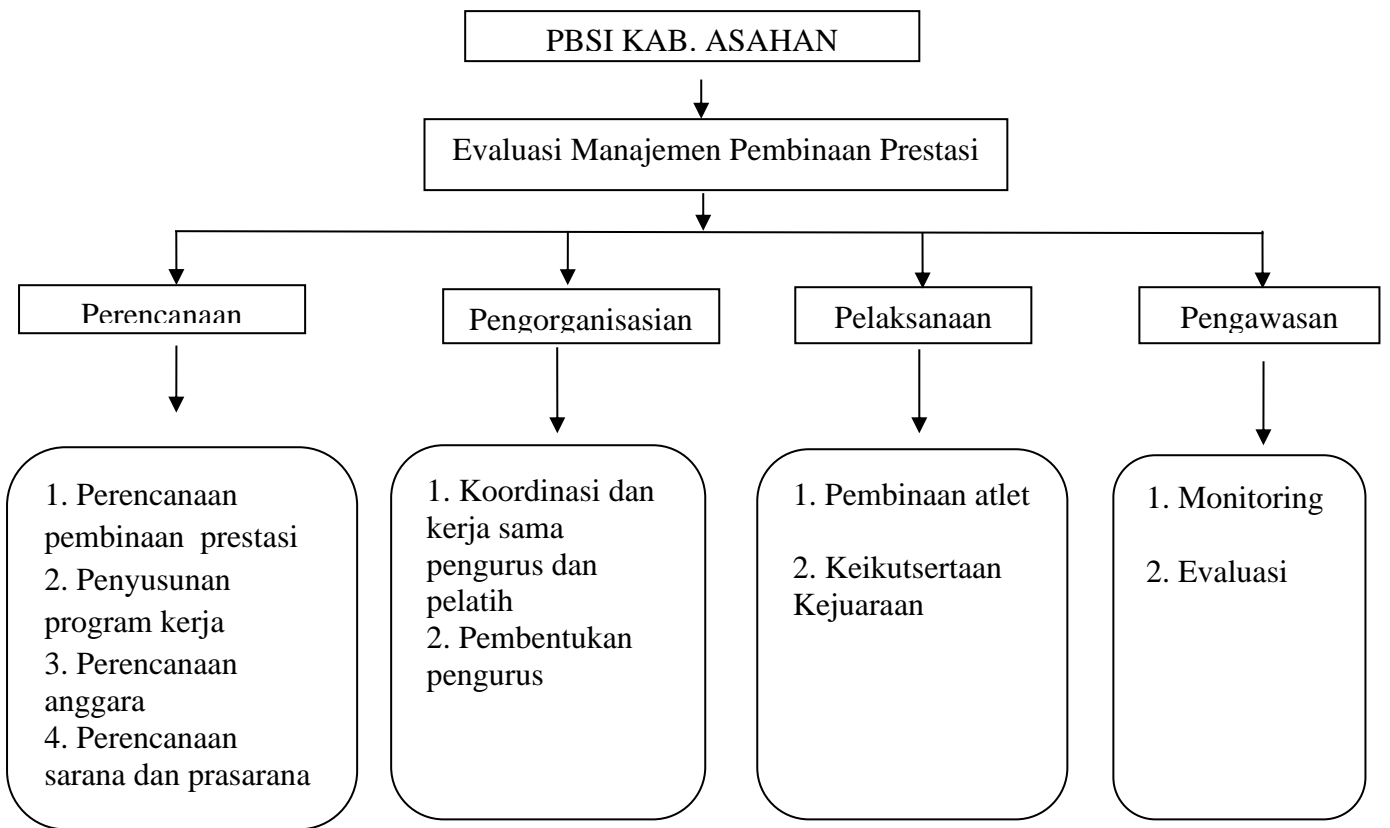 PBSI KAB. ASAHAN
Evaluasi Manajemen Pembinaan Prestasi
Perencanaan
Pengorganisasian
Pelaksanaan
Pengawasan
1. Perencanaan
pembinaan prestasi
2. Penyusunan
program kerja
3. Perencanaan
anggara
4. Perencanaan
sarana dan prasarana
1. Koordinasi dan
kerja sama
pengurus dan
pelatih
2. Pembentukan
pengurus
1. Pembinaan atlet
2. Keikutsertaan
Kejuaraan
1. Monitoring
2. Evaluasi